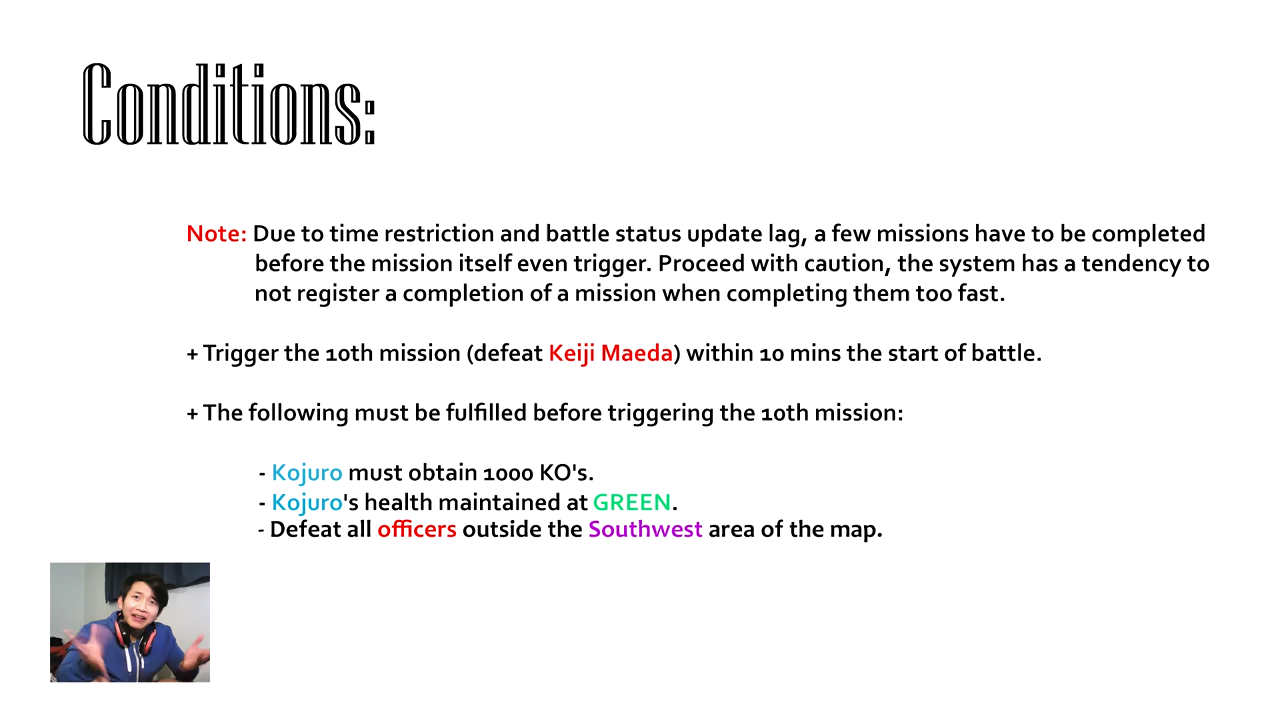 Conditions:
Note: Due to time restriction and battle status update lag, a few missions have to be completed
before the mission itself even trigger. Proceed with caution, the system has a tendency to
not register a completion of a mission when completing them too fast.
+ Trigger the 10th mission (defeat Keiji Maeda) within 10 mins the start of battle.
+ The following must be fulfilled before triggering the 10th mission:
- Kojuro must obtain 1000 KO's.
- Kojuro's health maintained at GREEN.
- Defeat all officers outside the Southwest area of the map.